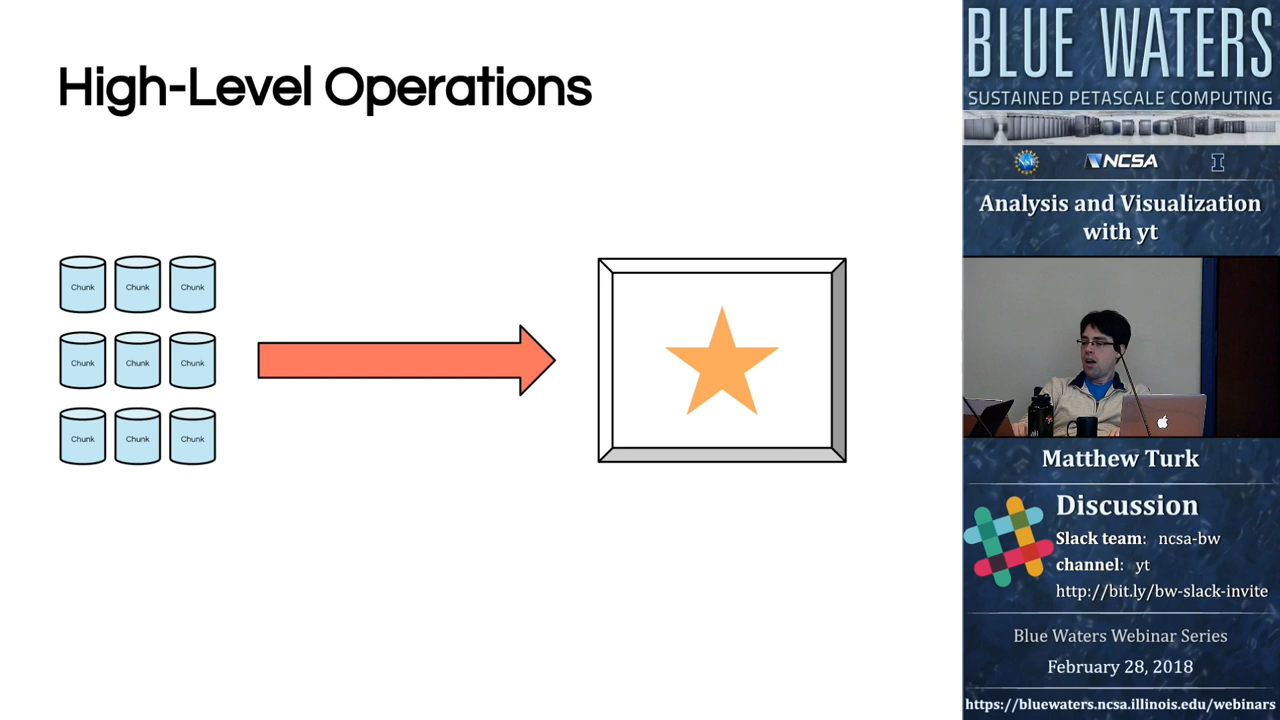 High-Level Operations
Chunk Chunk Chunk
Chunk Chunk Chunk
Chunk Chunk Chunk
BLUE WATERS
SUSTAINED PETASCALE COMPUTING
NSF NCSA I
Analysis and Visualization
with yt
Matthew Turk
Discussion
Slack team: ncsa-bw
channel: yt
http://bit.ly/bw-slack-invite
Blue Waters Webinar Series
February 28, 2018
https://bluewaters.ncsa.illinois.edu/webinars